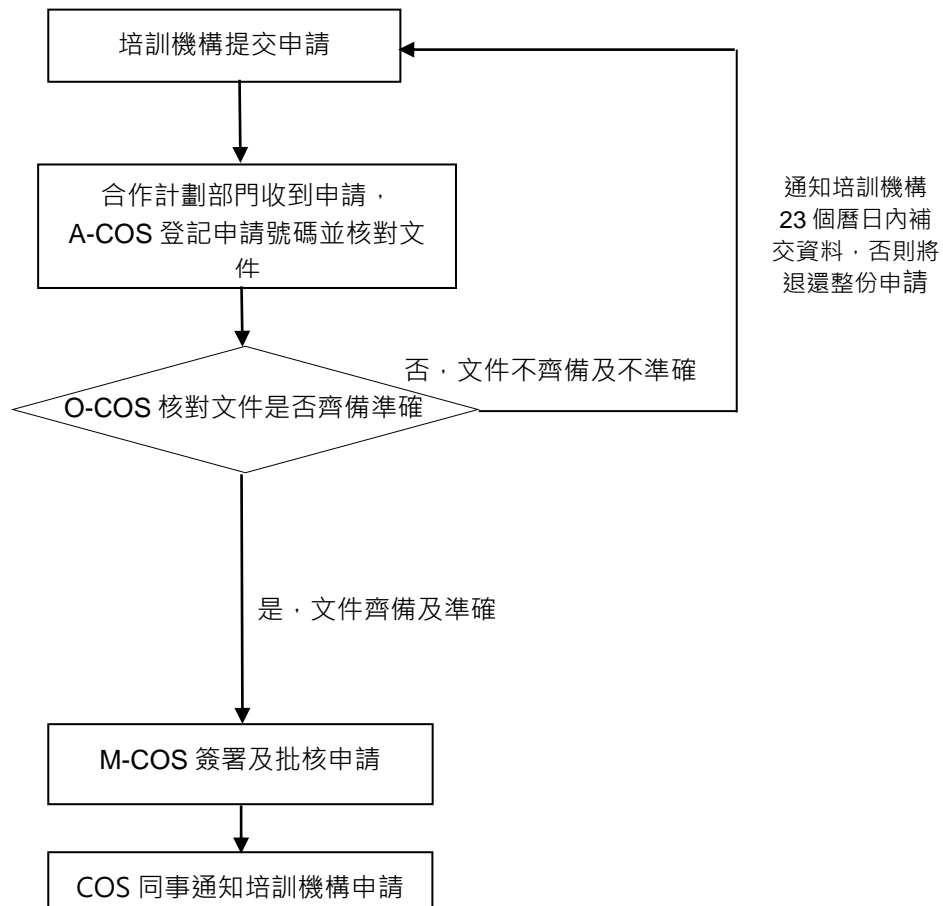 培訓機構提交申請
合作計劃部門收到申請，
A-COS 登記申請號碼並核對文
件
通知培訓機構
23 個曆日內補
交資料，否則將
退還整份申請
否，文件不齊備及不準確
O-COS 核對文件是否齊備準確
是，文件齊備及準確
M-COS 簽署及批核申請
COS 同事通知培訓機構申請